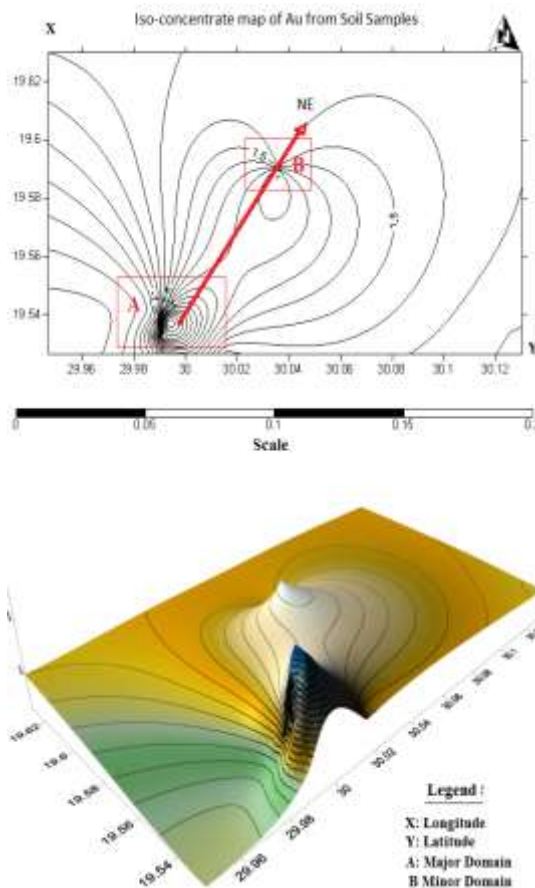 Iso-concentrate map of Au from Soil Samples
X
N
19.62
19.6
19.58
19.56
19.54
NE
1.5
B
1.5
A
Y
29.96 29.98 30 30.02 30.04 30.06 30.08 30.1 30.12
0 0.05 0.1 0.15 0.2
Scale
19.62
19.6
19.58
19.56
19.54
29.96
29.98
30
30.02
30.04
30.06
30.08
30.1
Legend :
X: Longitude
Y: Latitude
A: Major Domain
B Minor Domain